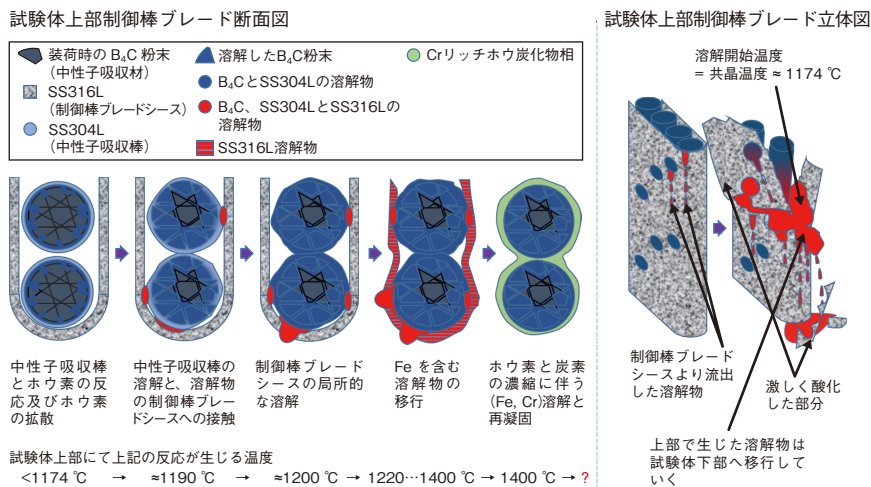 試験体上部制御棒ブレード断面図
装荷時の B₄C 粉末
（中性子吸収材）
SS316L
（制御棒ブレードシース）
SS304L
（中性子吸収棒）
溶解したB₄C粉末
B₄CとSS304Lの溶解物
B₄C、SS304LとSS316Lの
溶解物
SS316L溶解物
Crリッチホウ炭化物相
中性子吸収棒
とホウ素の反
応及びホウ素
の拡散
中性子吸収棒の
溶解と、溶解物
の制御棒ブレー
ドシースへの接触
制御棒ブレード
シースの局所的
な溶解
Fe を含む
溶解物の
移行
ホウ素と炭素
の濃縮に伴う
(Fe, Cr)溶解と
再凝固
試験体上部にて上記の反応が生じる温度
<1174 ℃ → ≈1190 ℃ → ≈1200 ℃ → 1220…1400 ℃ → 1400 ℃ → ?
試験体上部制御棒ブレード立体図
溶解開始温度
= 共晶温度 ≈ 1174 ℃
制御棒ブレード
シースより流出
した溶解物
激しく酸化
した部分
上部で生じた溶解物は
試験体下部へ移行して
いく